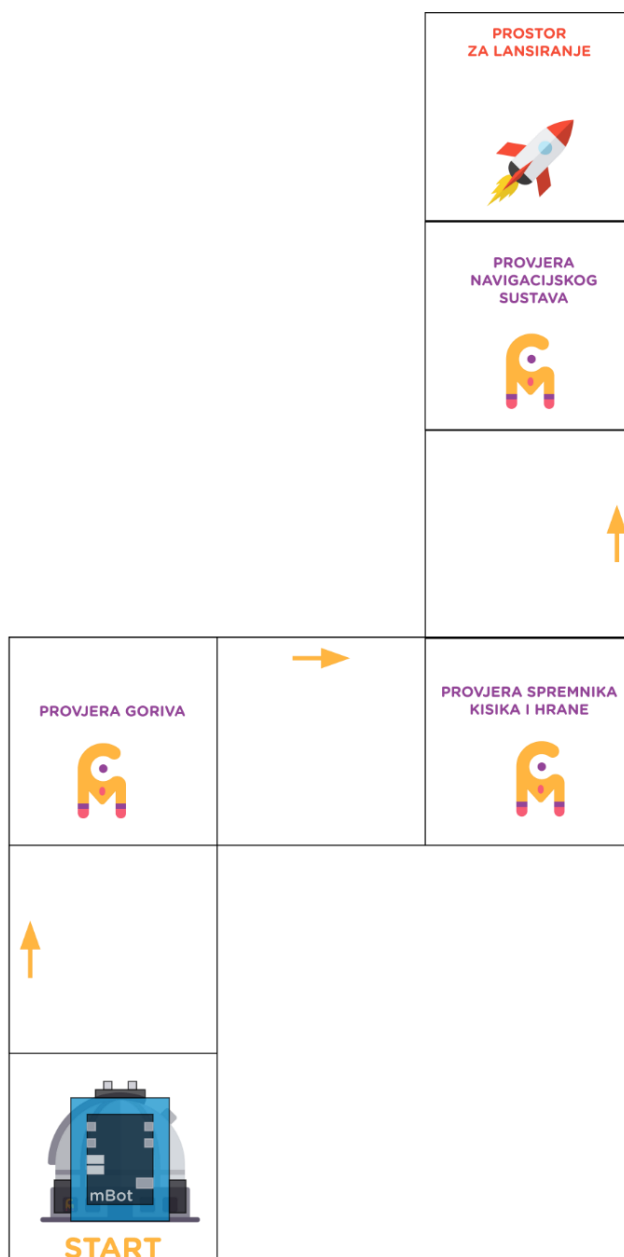 PROSTOR
ZA LANSIRANJE
PROVJERA
NAVIGACIJSKOG
SUSTAVA
PROVJERA GORIVA
PROVJERA SPREMNIKA
KISIKA I HRANE
mBot
START